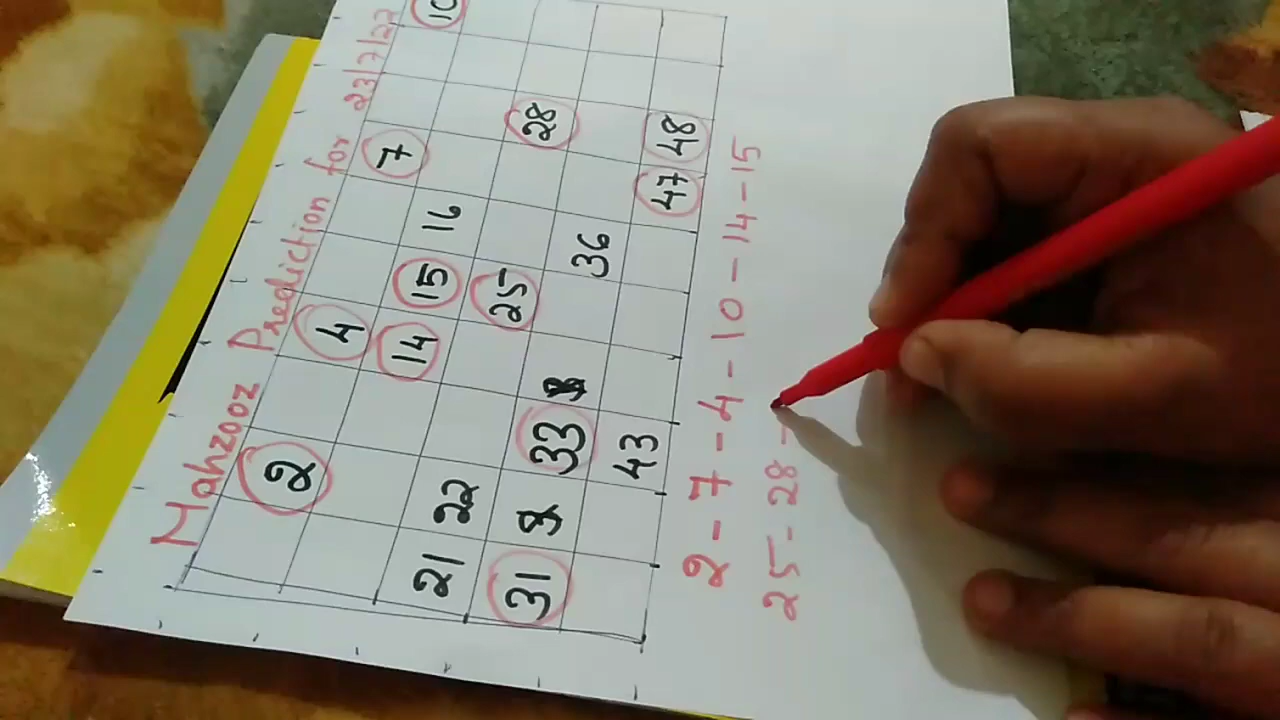 Mahzooz Prediction for 23/7/22
2 4 7 10
14 15 16
21 22 25 28
31 33 36
43 47 48
2-7-4-10-14-15
25-28-